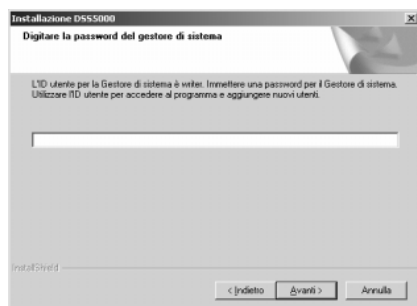 Installazione DSS5000
Digitare la password del gestore di sistema
L'ID utente per la Gestore di sistema è writer. Immettere una password per il Gestore di sistema.
Utilizzare l'ID utente per accedere al programma e aggiungere nuovi utenti.
InstallShield
< Indietro Avanti > Annulla